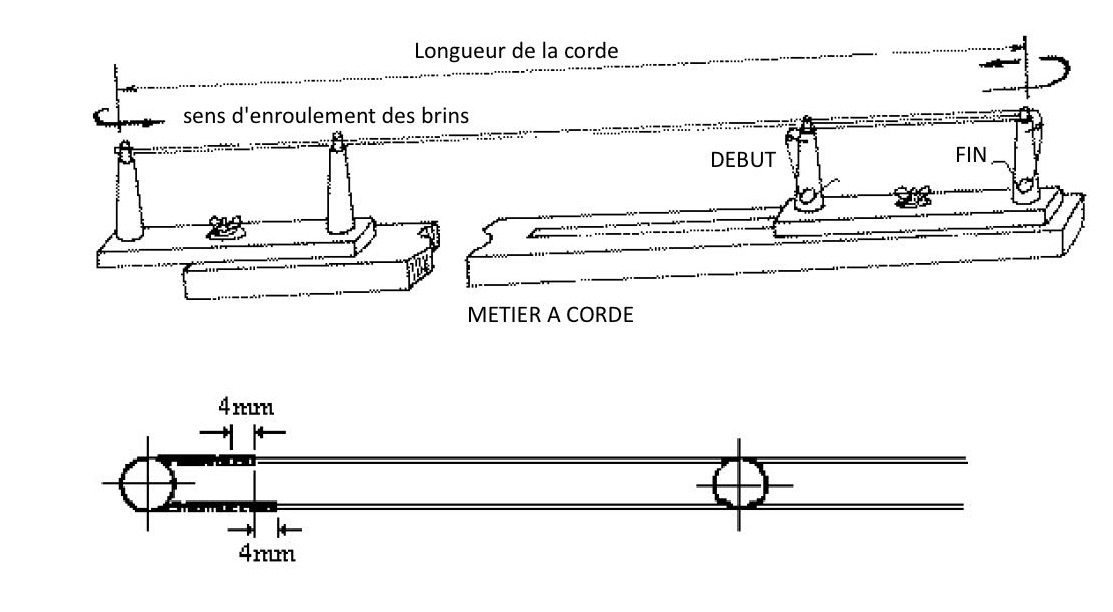 Longueur de la corde
sens d'enroulement des brins
DEBUT
FIN
METIER A CORDE
4mm
4mm